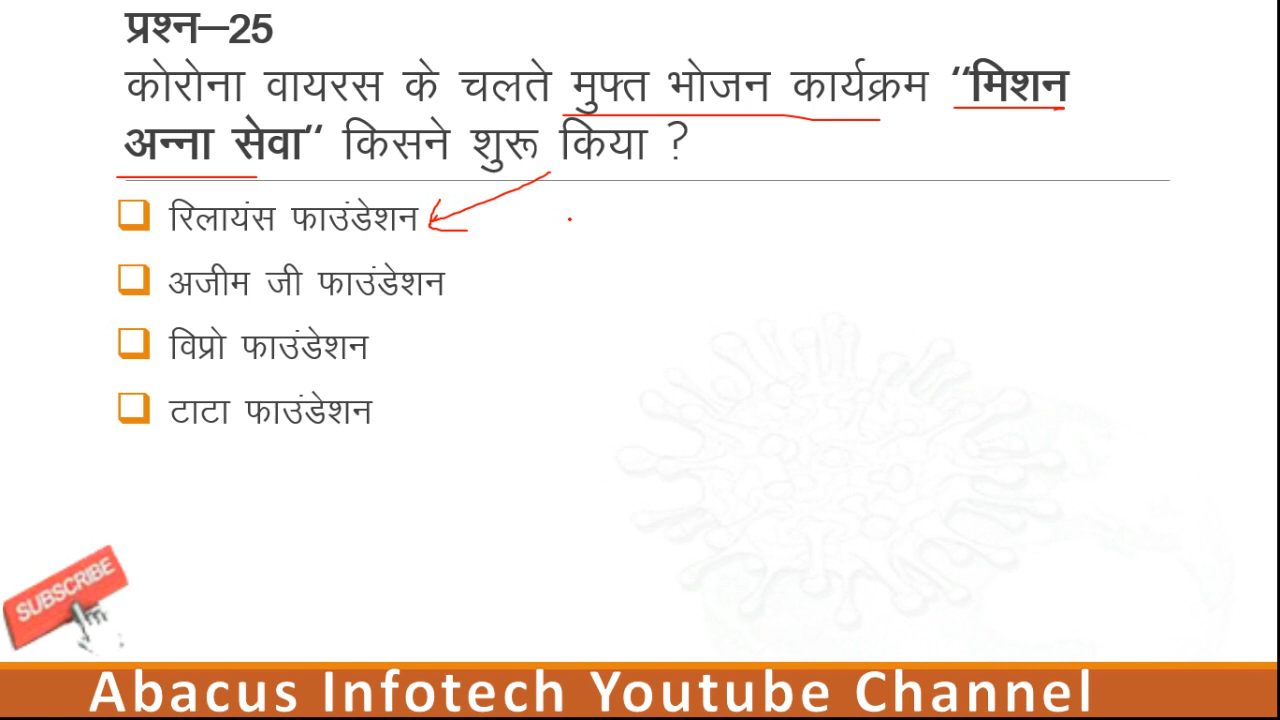 प्रश्न–25
कोरोना वायरस के चलते मुफ्त भोजन कार्यक्रम "मिशन
अन्ना सेवा" किसने शुरू किया ?
रिलायंस फाउंडेशन
अजीम जी फाउंडेशन
विप्रो फाउंडेशन
टाटा फाउंडेशन
SUBSCRIBE
Abacus Infotech Youtube Channel